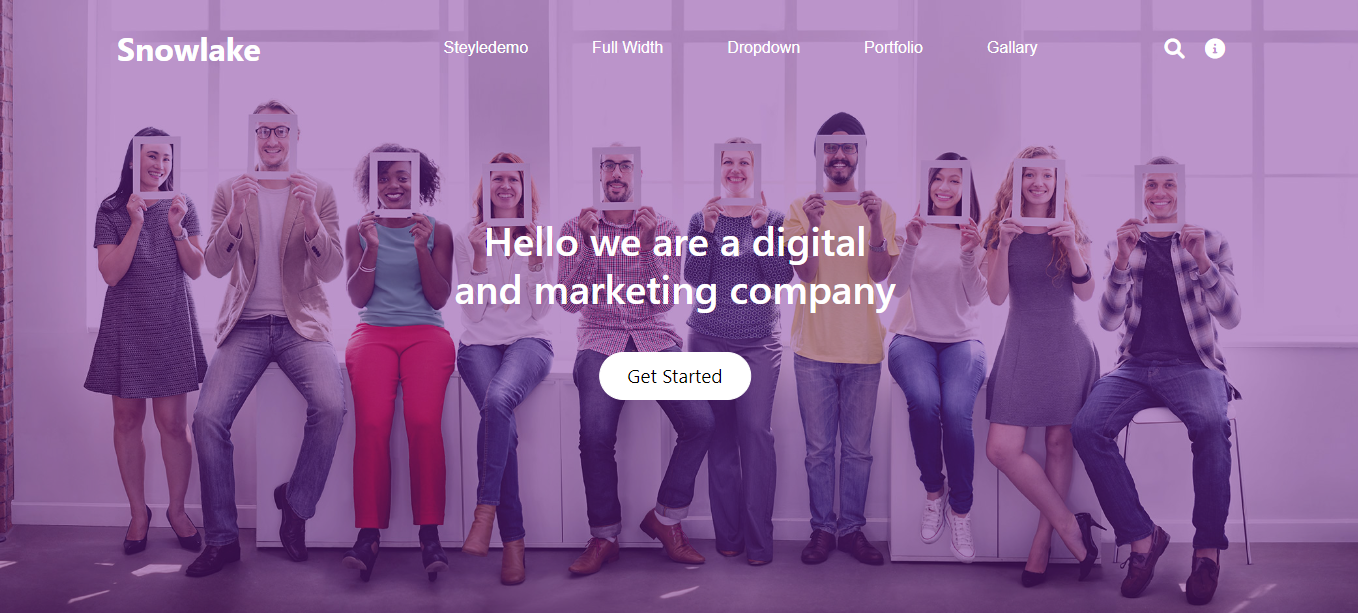 Snowlake
Steyledemo
Full Width
Dropdown
Portfolio
Gallary
Hello we are a digital
and marketing company
Get Started